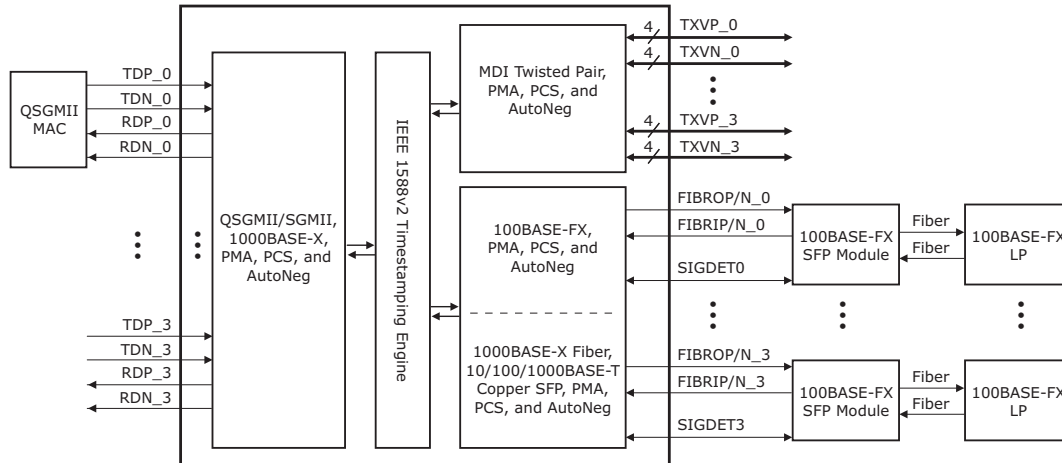 QSGMII
MAC
TDP_0
TDN_0
RDP_0
RDN_0
TDP_3
TDN_3
RDP_3
RDN_3
QSGMII/SGMII,
1000BASE-X,
PMA, PCS, and
AutoNeg
IEEE 1588v2 Timestamping Engine
MDI Twisted Pair,
PMA, PCS, and
AutoNeg
4 TXVP_0
4 TXVN_0
4 TXVP_3
4 TXVN_3
100BASE-FX,
PMA, PCS, and
AutoNeg
1000BASE-X Fiber,
10/100/1000BASE-T
Copper SFP, PMA,
PCS, and AutoNeg
FIBROP/N_0
FIBRIP/N_0
SIGDET0
100BASE-FX
SFP Module
Fiber
Fiber
100BASE-FX
LP
FIBROP/N_3
FIBRIP/N_3
SIGDET3
100BASE-FX
SFP Module
Fiber
Fiber
100BASE-FX
LP